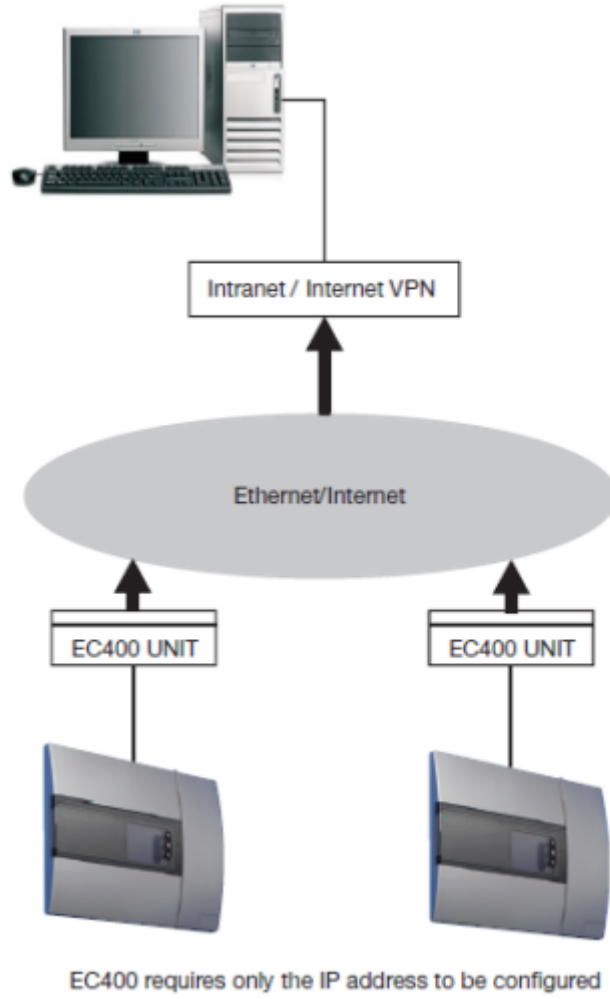 Intranet / Internet VPN
Ethernet/Internet
EC400 UNIT
EC400 UNIT
EC400 requires only the IP address to be configured